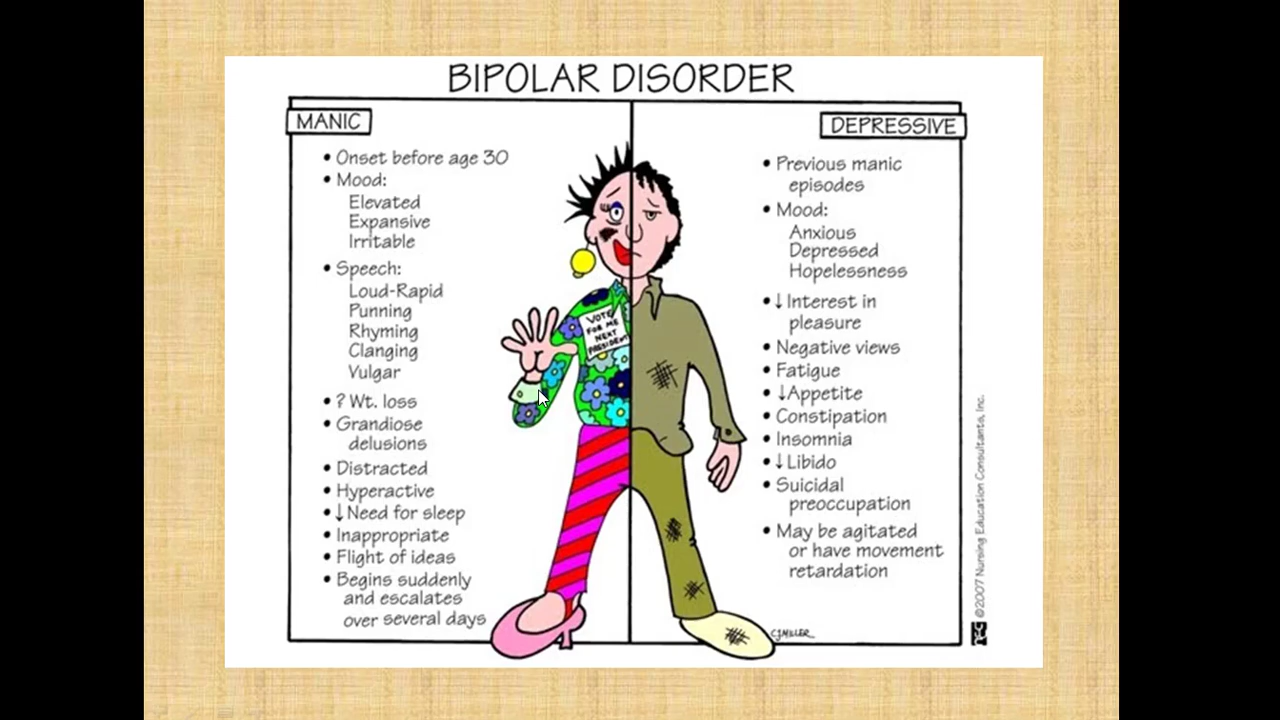 BIPOLAR DISORDER
MANIC
• Onset before age 30
• Mood:
Elevated
Expansive
Irritable
• Speech:
Loud-Rapid
Punning
Rhyming
Clanging
Vulgar
• ? Wt. loss
• Grandiose
delusions
• Distracted
• Hyperactive
• ↓ Need for sleep
• Inappropriate
• Flight of ideas
• Begins suddenly
and escalates
over several days
VOTE
FOR ME
NEXT
PRESIDENT
DEPRESSIVE
• Previous manic
episodes
• Mood:
Anxious
Depressed
Hopelessness
• ↓ Interest in
pleasure
• Negative views
• Fatigue
• ↓ Appetite
• Constipation
• Insomnia
• ↓ Libido
• Suicidal
preoccupation
• May be agitated
or have movement
retardation
CJMILLER
©2007 Nursing Education Consultants, Inc.